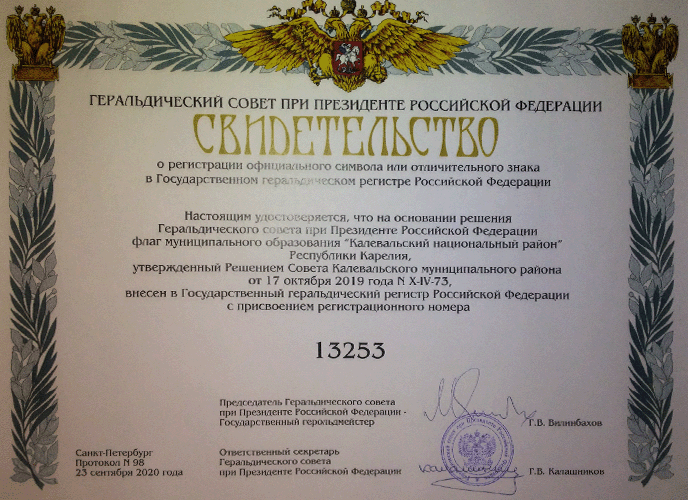 ГЕРАЛЬДИЧЕСКИЙ СОВЕТ ПРИ ПРЕЗИДЕНТЕ РОССИЙСКОЙ ФЕДЕРАЦИИ
СВИДЕТЕЛЬСТВО
о регистрации официального символа или отличительного знака
в Государственном геральдическом регистре Российской Федерации
Настоящим удостоверяется, что на основании решения
Геральдического совета при Президенте Российской Федерации
флаг муниципального образования "Калевальский национальный район"
Республики Карелия,
утвержденный Решением Совета Калевальского муниципального района
от 17 октября 2019 года N X-IV-73,
внесен в Государственный геральдический регистр Российской Федерации
с присвоением регистрационного номера
13253
Председатель Геральдического совета
при Президенте Российской Федерации -
Государственный герольдмейстер
Г.В. Вилинбахов
Санкт-Петербург
Протокол N 98
23 сентября 2020 года
Ответственный секретарь
Геральдического совета
при Президенте Российской Федерации
Г.В. Калашников